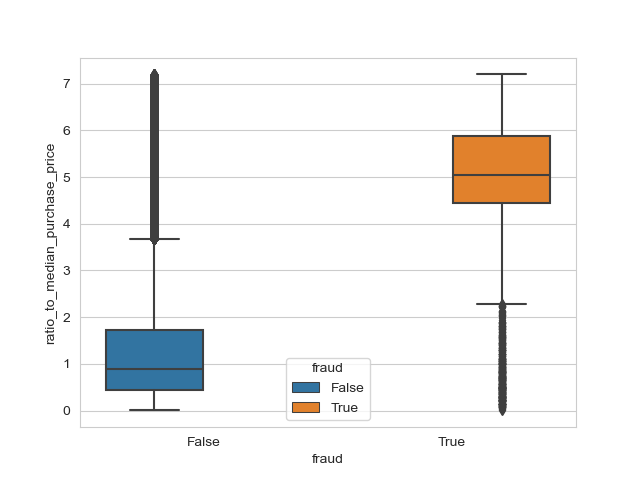 ratio_to_median_purchase_price
7
6
5
4
3
2
1
0
fraud
False
True
False
True
fraud